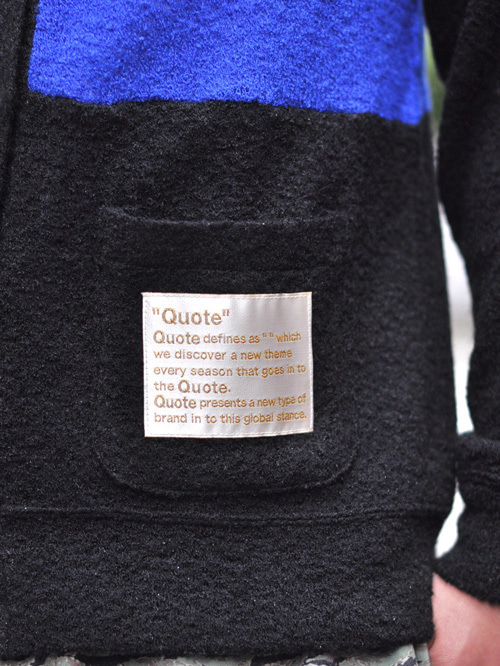 "Quote"
Quote defines as " " which
we discover a new theme
every season that goes in to
the Quote.
Quote presents a new type of
brand in to this global stance.